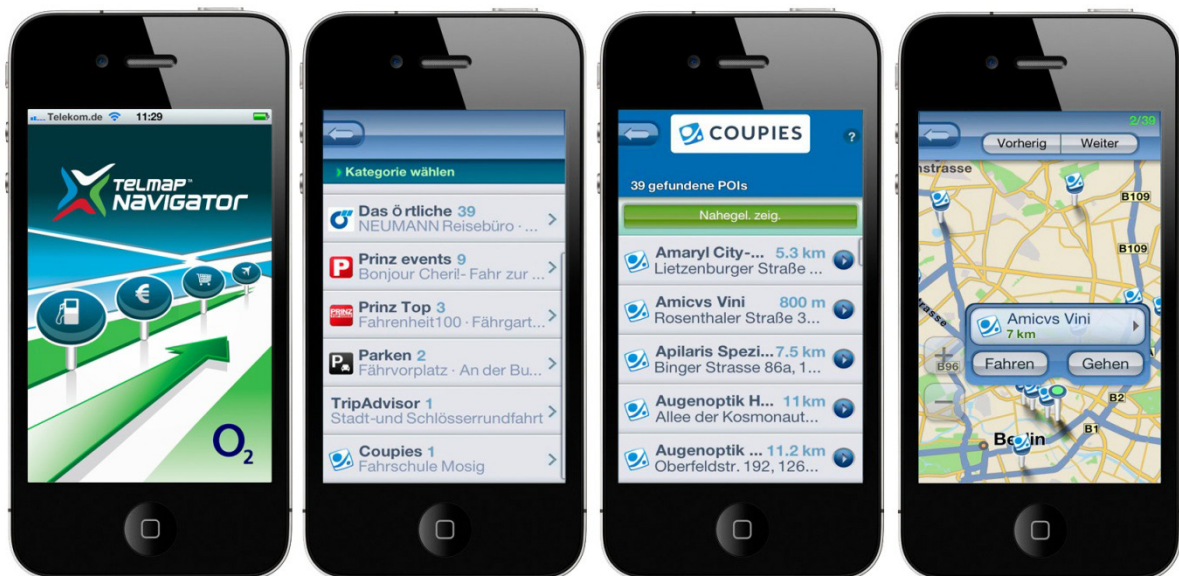 Telekom.de 11:29
TELMAP™
NAVIGATOR
€
O2
Kategorie wählen
Das Örtliche 39
NEUMANN Reisebüro · ...
Prinz events 9
Bonjour Cheri!- Fahr zur ...
PRINZ
Prinz Top 3
Fahrenheit100 · Fährgart...
Parken 2
Fährvorplatz · An der Bu...
TripAdvisor 1
Stadt-und Schlösserrundfahrt
Coupies 1
Fahrschule Mosig
COUPIES
?
39 gefundene POIs
Nahegel. zeig.
Amaryl City-... 5.3 km
Lietzenburger Straße ...
Amicvs Vini 800 m
Rosenthaler Straße 3...
Apilaris Spezi... 7.5 km
Binger Strasse 86a, 1...
Augenoptik H... 11km
Allee der Kosmonaut...
Augenoptik ... 11.2 km
Oberfeldstr. 192, 126...
2/39
Vorherig Weiter
nstrasse
B109
B109
strasse
Amicvs Vini
7 km
Fahren Gehen
+
B96
−
B2
B1
Berlin